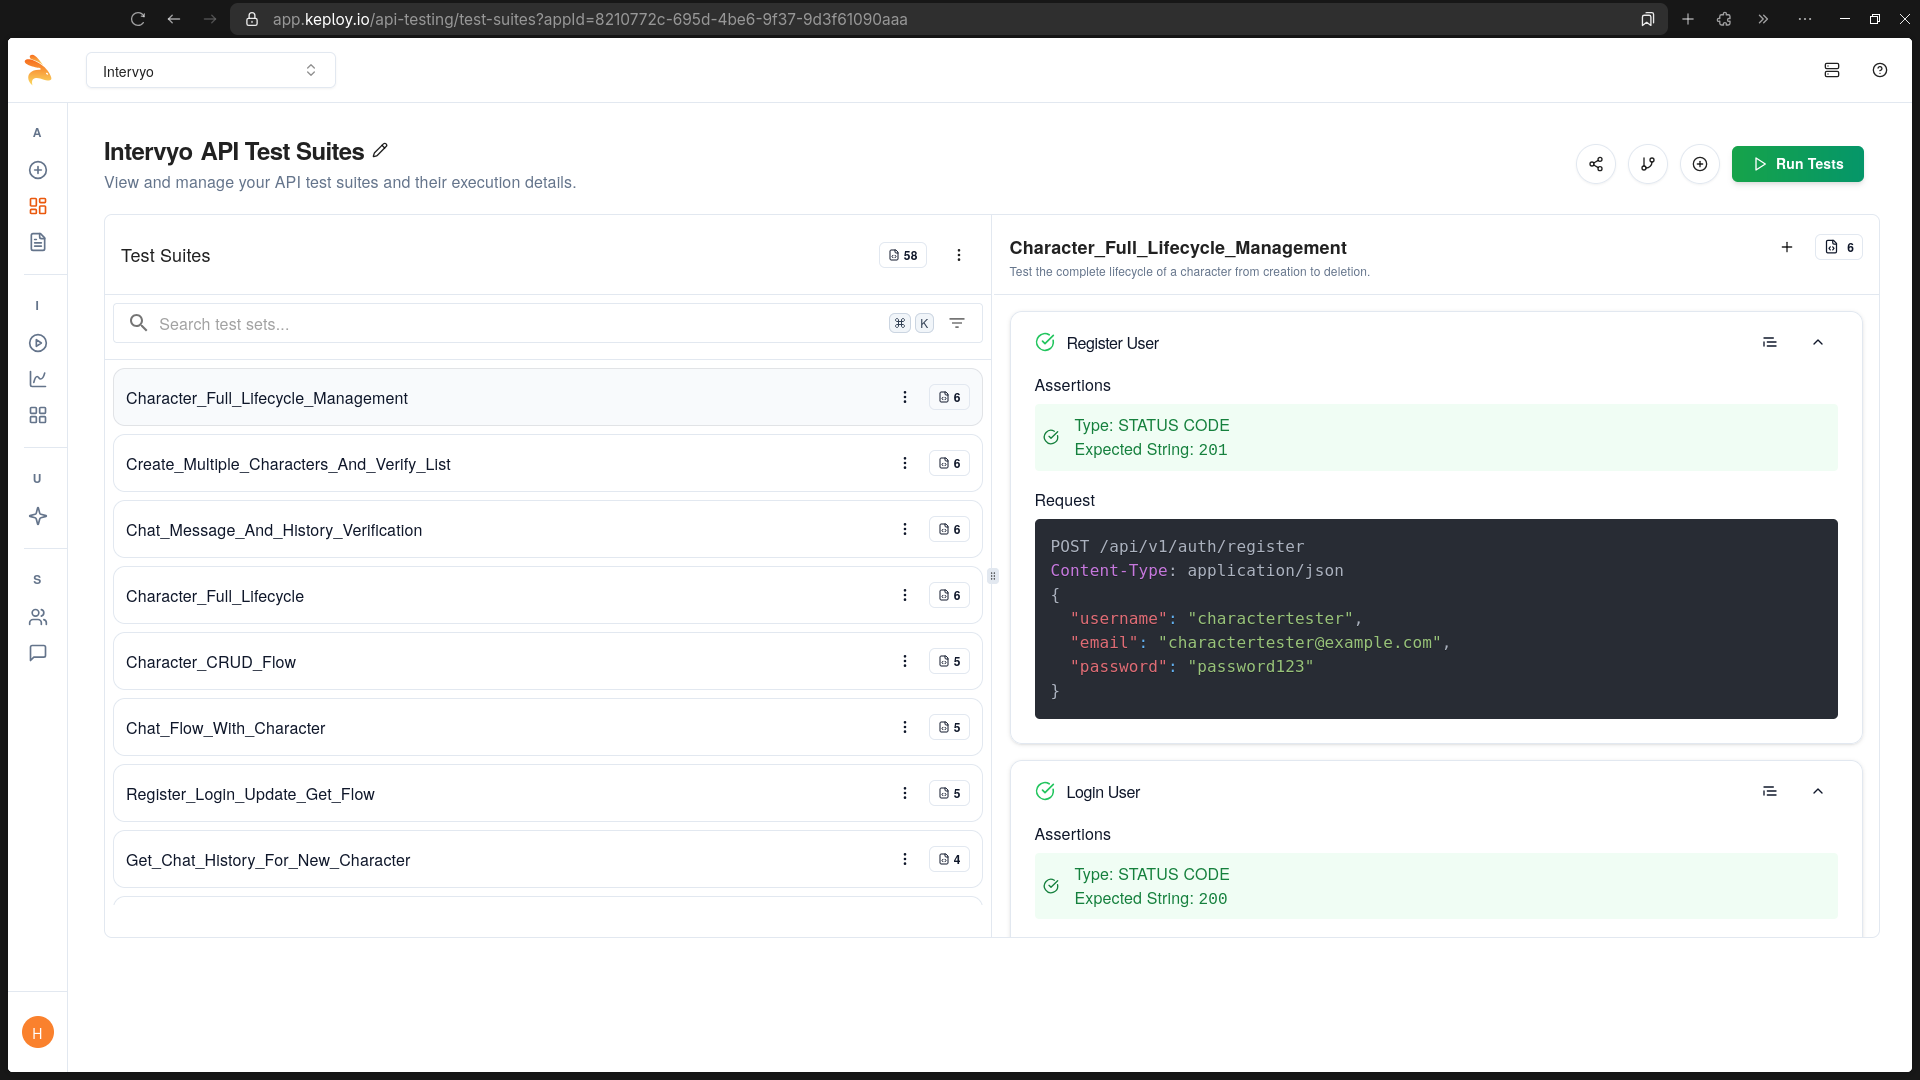 app.keploy.io/api-testing/test-suites?appId=8210772c-695d-4be6-9f37-9d3f61090aaa
Intervyo
A
I
U
S
H
Intervyo API Test Suites
View and manage your API test suites and their execution details.
Run Tests
Test Suites
58
Search test sets...
⌘ K
Character_Full_Lifecycle_Management
6
Create_Multiple_Characters_And_Verify_List
6
Chat_Message_And_History_Verification
6
Character_Full_Lifecycle
6
Character_CRUD_Flow
5
Chat_Flow_With_Character
5
Register_Login_Update_Get_Flow
5
Get_Chat_History_For_New_Character
4
Character_Full_Lifecycle_Management
6
Test the complete lifecycle of a character from creation to deletion.
Register User
Assertions
Type: STATUS CODE
Expected String: 201
Request
POST /api/v1/auth/register
Content-Type: application/json
{
"username": "charactertester",
"email": "charactertester@example.com",
"password": "password123"
}
Login User
Assertions
Type: STATUS CODE
Expected String: 200